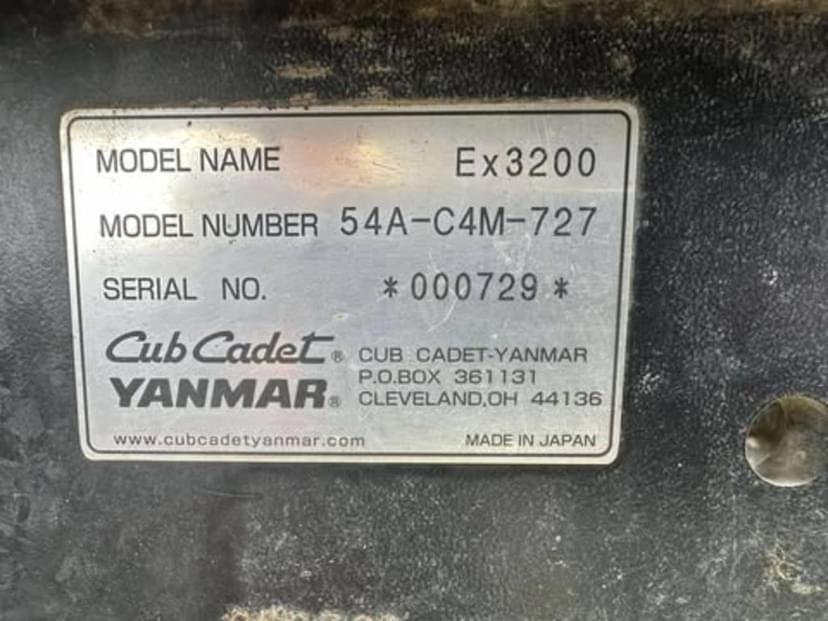 MODEL NAME Ex3200
MODEL NUMBER 54A-C4M-727
SERIAL NO. *000729*
Cub Cadet® CUB CADET-YANMAR
P.O.BOX 361131
YANMAR® CLEVELAND,OH 44136
www.cubcadetyanmar.com MADE IN JAPAN